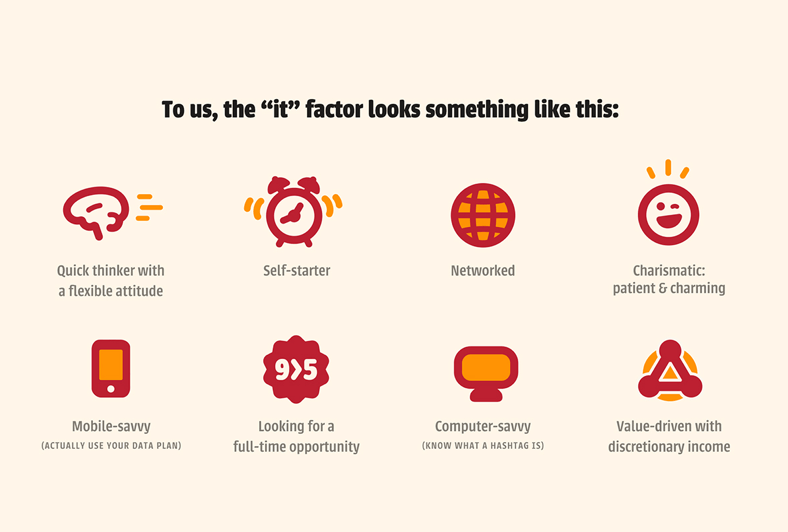 To us, the “it” factor looks something like this:
Quick thinker with
a flexible attitude
Self-starter
Networked
Charismatic:
patient & charming
Mobile-savvy
(ACTUALLY USE YOUR DATA PLAN)
9>5
Looking for a
full-time opportunity
Computer-savvy
(KNOW WHAT A HASHTAG IS)
Value-driven with
discretionary income